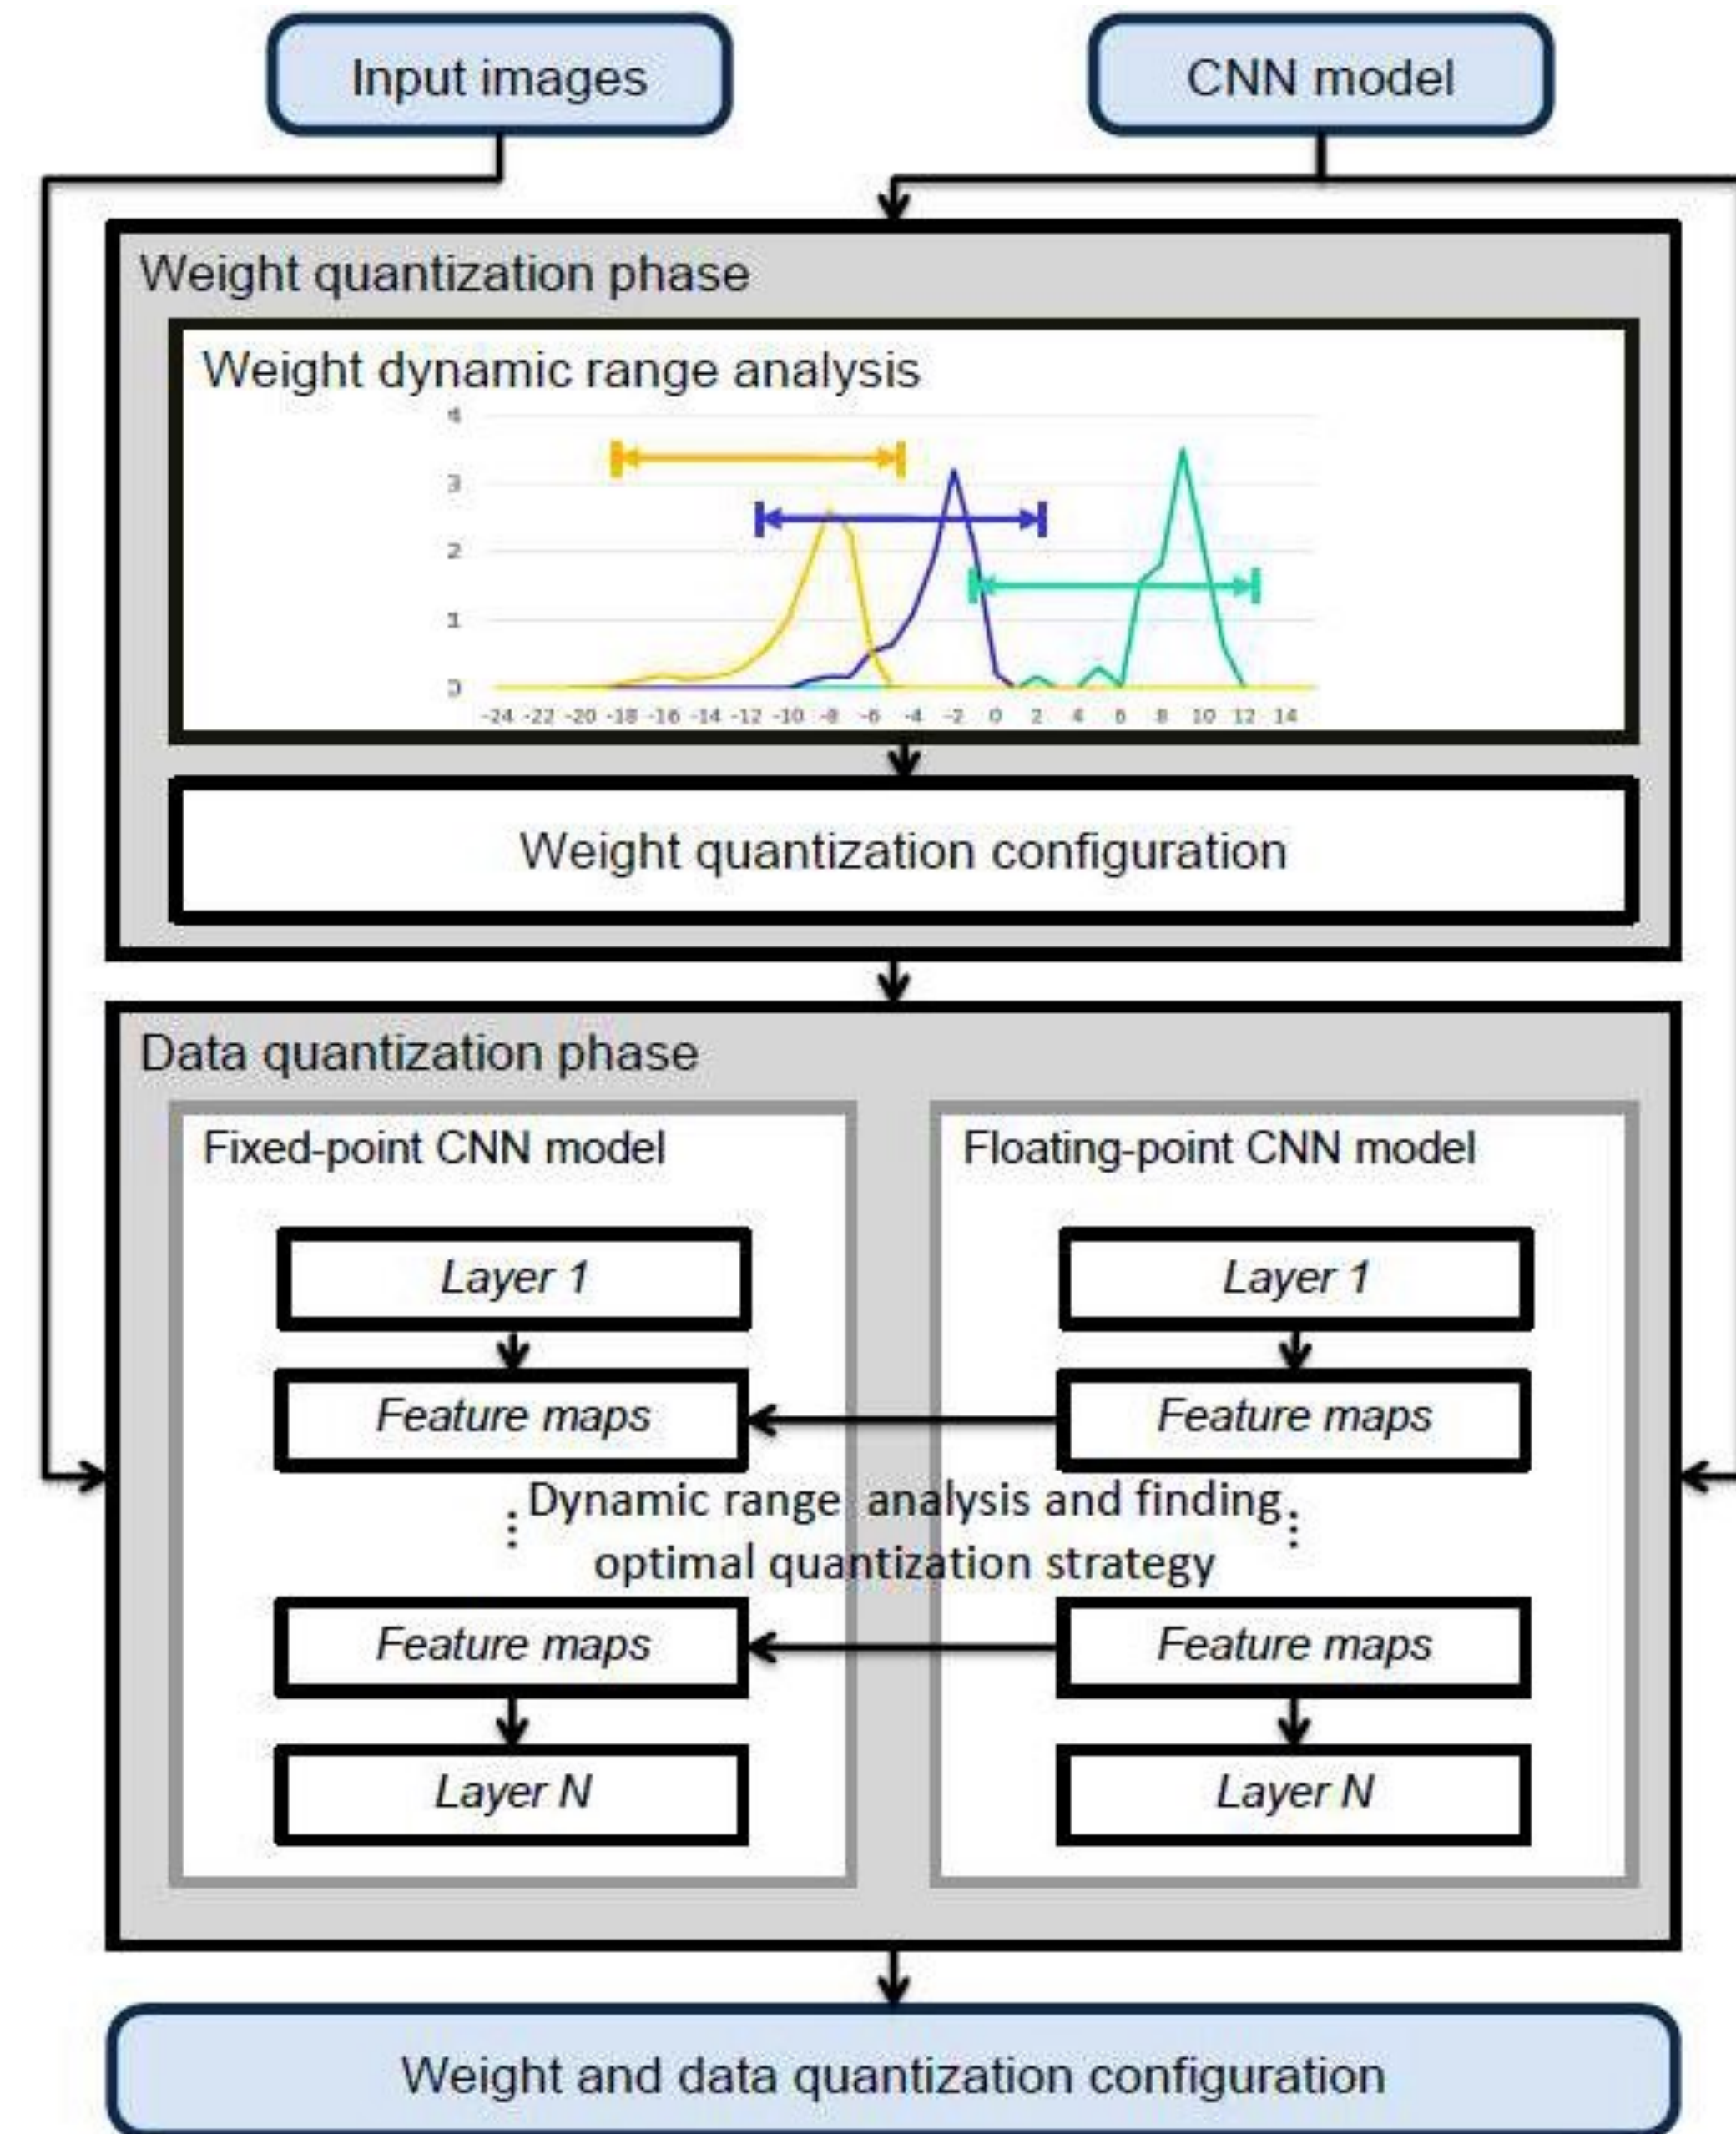 Input images
CNN model
Weight quantization phase
Weight dynamic range analysis
4
3
2
1
0
-24 -22 -20 -18 -16 -14 -12 -10 -8 -6 -4 -2 0 2 4 6 8 10 12 14
Weight quantization configuration
Data quantization phase
Fixed-point CNN model
Floating-point CNN model
Layer 1
Layer 1
Feature maps
Feature maps
Dynamic range analysis and finding
optimal quantization strategy
Feature maps
Feature maps
Layer N
Layer N
Weight and data quantization configuration